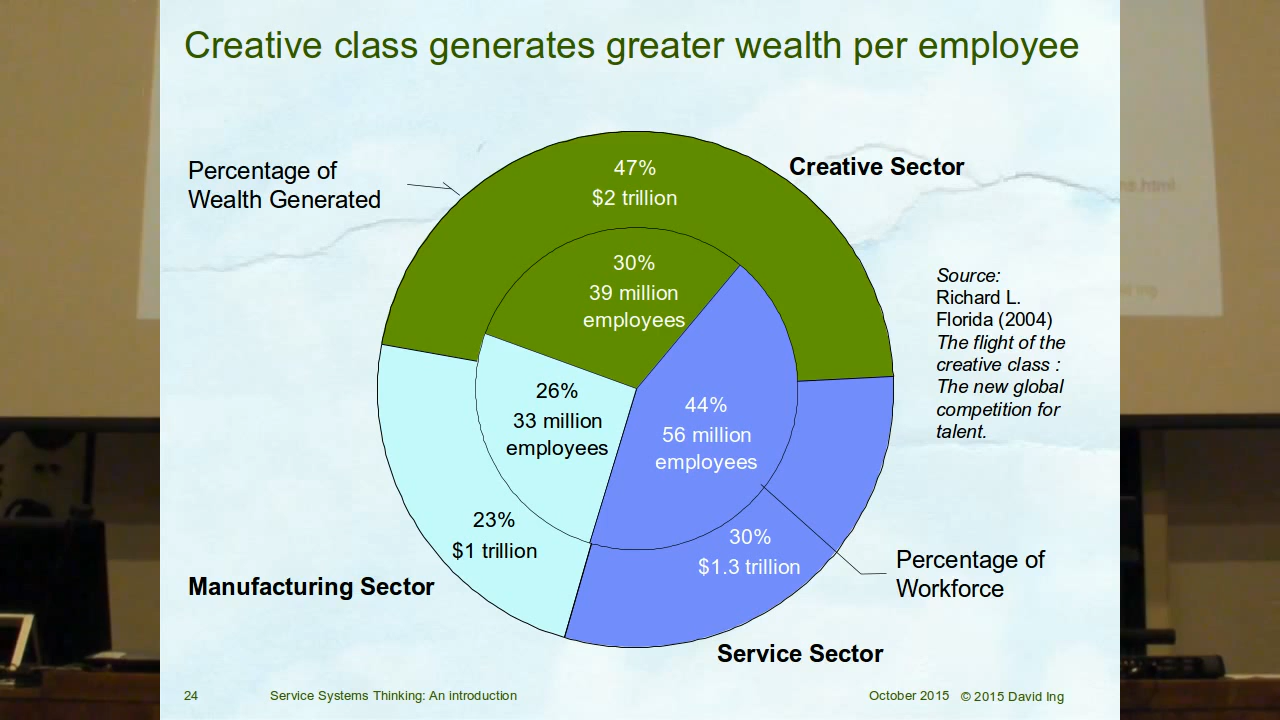 Creative class generates greater wealth per employee
Percentage of
Wealth Generated
47%
$2 trillion
Creative Sector
30%
39 million
employees
Source:
Richard L.
Florida (2004)
The flight of the
creative class :
The new global
competition for
talent.
26%
33 million
employees
44%
56 million
employees
23%
$1 trillion
30%
$1.3 trillion
Percentage of
Workforce
Manufacturing Sector
Service Sector
24
Service Systems Thinking: An introduction
October 2015
© 2015 David Ing